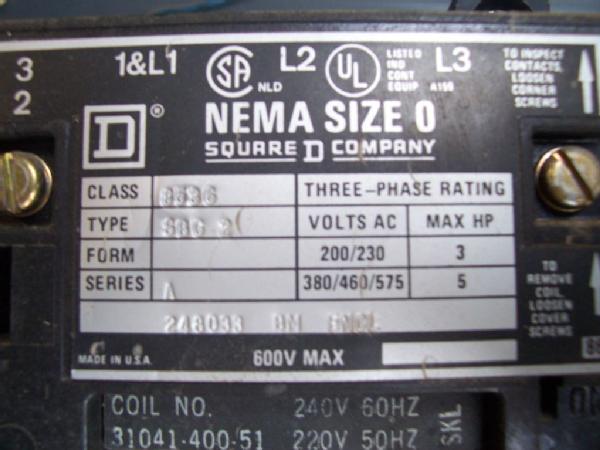 3 1&L1 L2 L3
2
SA NLD UL LISTED IND CONT EQUIP A159
TO INSPECT CONTACTS LOOSEN CORNER SCREWS
D ® NEMA SIZE 0
SQUARE D COMPANY
CLASS 8536 THREE-PHASE RATING
TYPE VOLTS AC MAX HP
FORM 200/230 3
SERIES A 380/460/575 5
TO REMOVE COIL LOOSEN COVER SCREWS
MADE IN U.S.A. 600V MAX
COIL NO. 240V 60HZ
31041-400-51 220V 50HZ
SKL